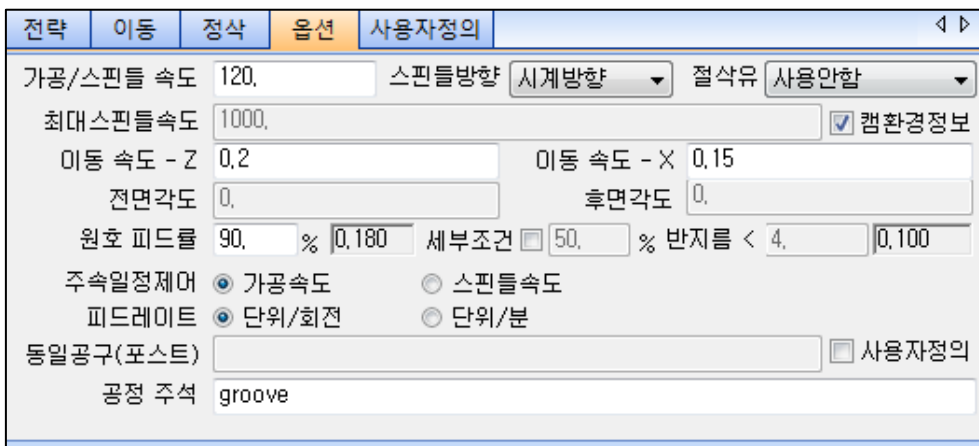 전략 이동 정삭 옵션 사용자정의
가공/스핀들 속도 120, 스핀들방향 시계방향 절삭유 사용안함
최대스핀들속도 1000, 캠환경정보
이동 속도 - Z 0,2 이동 속도 - X 0,15
전면각도 0, 후면각도 0,
원호 피드률 90, % 0,180 세부조건 50, % 반지름 < 4, 0,100
주속일정제어 가공속도 스핀들속도
피드레이트 단위/회전 단위/분
동일공구(포스트) 사용자정의
공정 주석 groove